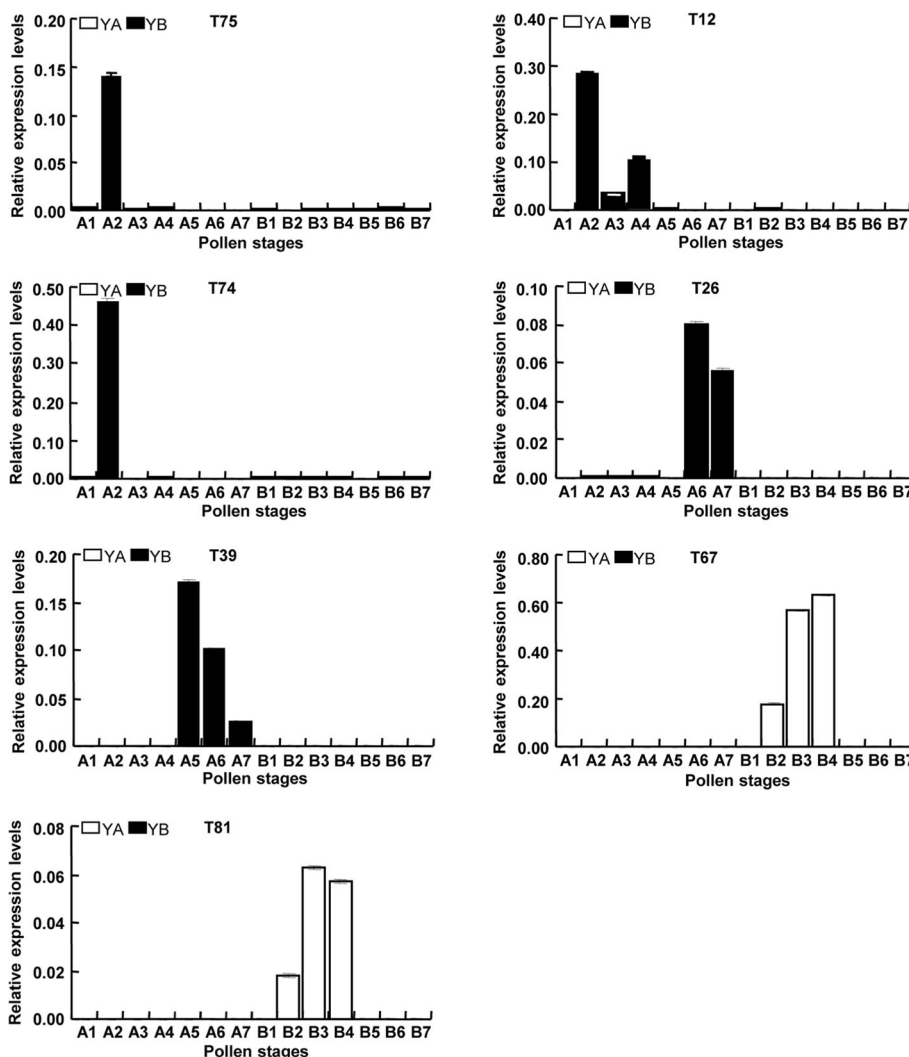 YA YB T75
Relative expression levels
0.20
0.15
0.10
0.05
0.00
A1 A2 A3 A4 A5 A6 A7 B1 B2 B3 B4 B5 B6 B7
Pollen stages
YA YB T12
Relative expression levels
0.40
0.30
0.20
0.10
0.00
A1 A2 A3 A4 A5 A6 A7 B1 B2 B3 B4 B5 B6 B7
Pollen stages
YA YB T74
Relative expression levels
0.50
0.40
0.30
0.20
0.10
0.00
A1 A2 A3 A4 A5 A6 A7 B1 B2 B3 B4 B5 B6 B7
Pollen stages
YA YB T26
Relative expression levels
0.10
0.08
0.06
0.04
0.02
0.00
A1 A2 A3 A4 A5 A6 A7 B1 B2 B3 B4 B5 B6 B7
Pollen stages
YA YB T39
Relative expression levels
0.20
0.15
0.10
0.05
0.00
A1 A2 A3 A4 A5 A6 A7 B1 B2 B3 B4 B5 B6 B7
Pollen stages
YA YB T67
Relative expression levels
0.80
0.60
0.40
0.20
0.00
A1 A2 A3 A4 A5 A6 A7 B1 B2 B3 B4 B5 B6 B7
Pollen stages
YA YB T81
Relative expression levels
0.08
0.06
0.04
0.02
0.00
A1 A2 A3 A4 A5 A6 A7 B1 B2 B3 B4 B5 B6 B7
Pollen stages